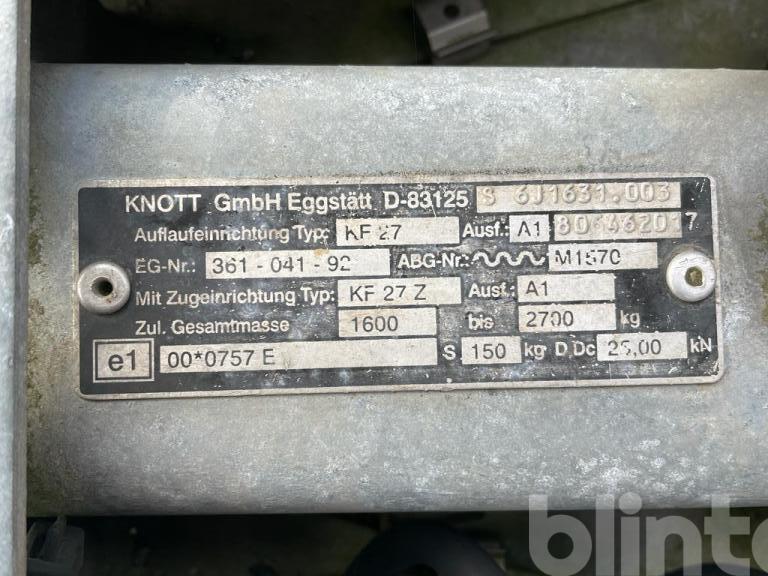 KNOTT GmbH Eggstätt D-83125 S 6J1631.003
Auflaufeinrichtung Typ: KF 27 Ausf.: A1
EG-Nr.: 361 - 041 - 92 ABG-Nr.: M1570
Mit Zugeinrichtung Typ: KF 27 Z Ausf.: A1
Zul. Gesamtmasse 1600 bis 2700 kg
e1 00*0757 E S 150 kg D Dc 25,00 kN
blinto